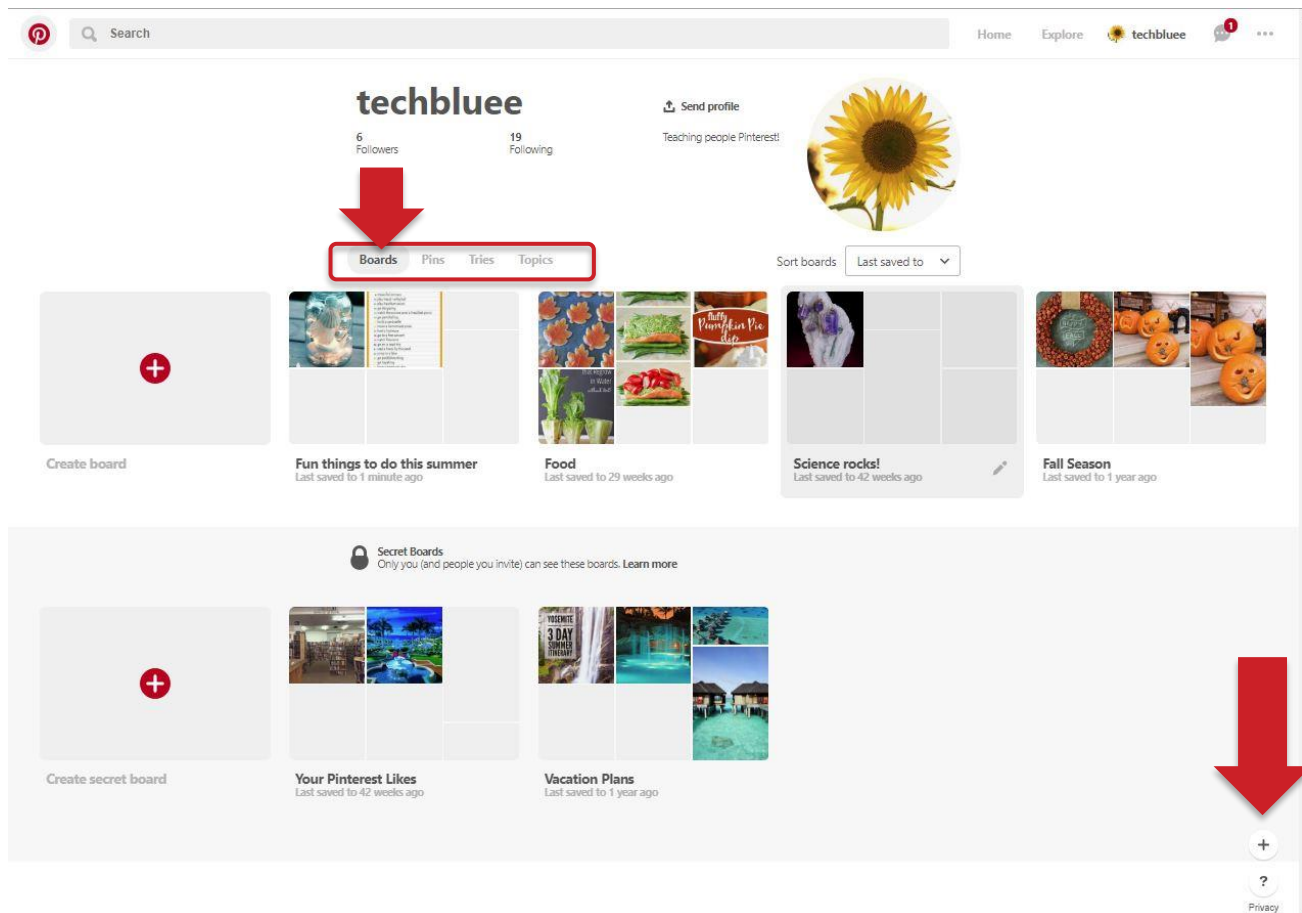 Search
Home
Explore
techbluee
1
techbluee
6
Followers
19
Following
Send profile
Teaching people Pinterest!
Boards
Pins
Tries
Topics
Sort boards
Last saved to
fluffy
Pumpkin Pie
dip
in Water
Create board
Fun things to do this summer
Last saved to 1 minute ago
Food
Last saved to 29 weeks ago
Science rocks!
Last saved to 42 weeks ago
Fall Season
Last saved to 1 year ago
Secret Boards
Only you (and people you invite) can see these boards. Learn more
YOSEMITE
3 DAY
SUMMER
ITINERARY
Create secret board
Your Pinterest Likes
Last saved to 42 weeks ago
Vacation Plans
Last saved to 1 year ago
+
?
Privacy